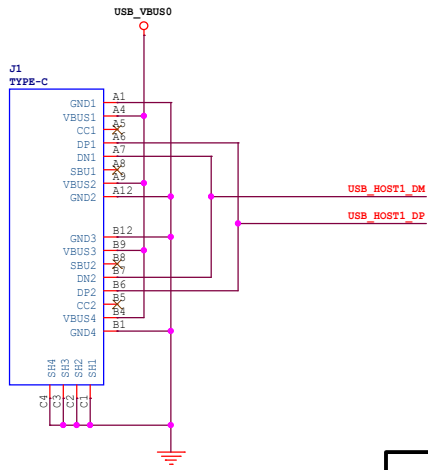 USB_VBUS0
J1
TYPE-C
GND1 A1
VBUS1 A4
CC1 A5
DP1 A6
DN1 A7
SBU1 A8
VBUS2 A9
GND2 A12
USB_HOST1_DM
USB_HOST1_DP
GND3 B12
VBUS3 B9
SBU2 B8
DN2 B7
DP2 B6
CC2 B5
VBUS4 B4
GND4 B1
SH4 SH3 SH2 SH1
C4 C3 C2 C1